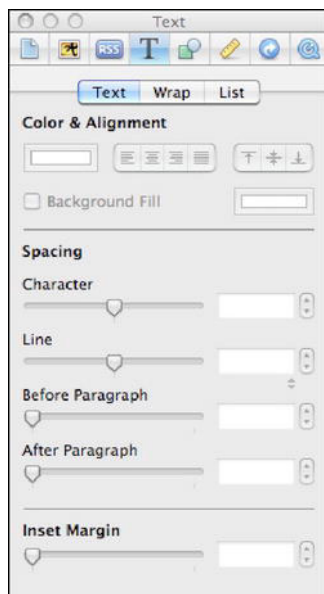 Text
RSS T
Text Wrap List
Color & Alignment
Background Fill
Spacing
Character
Line
Before Paragraph
After Paragraph
Inset Margin